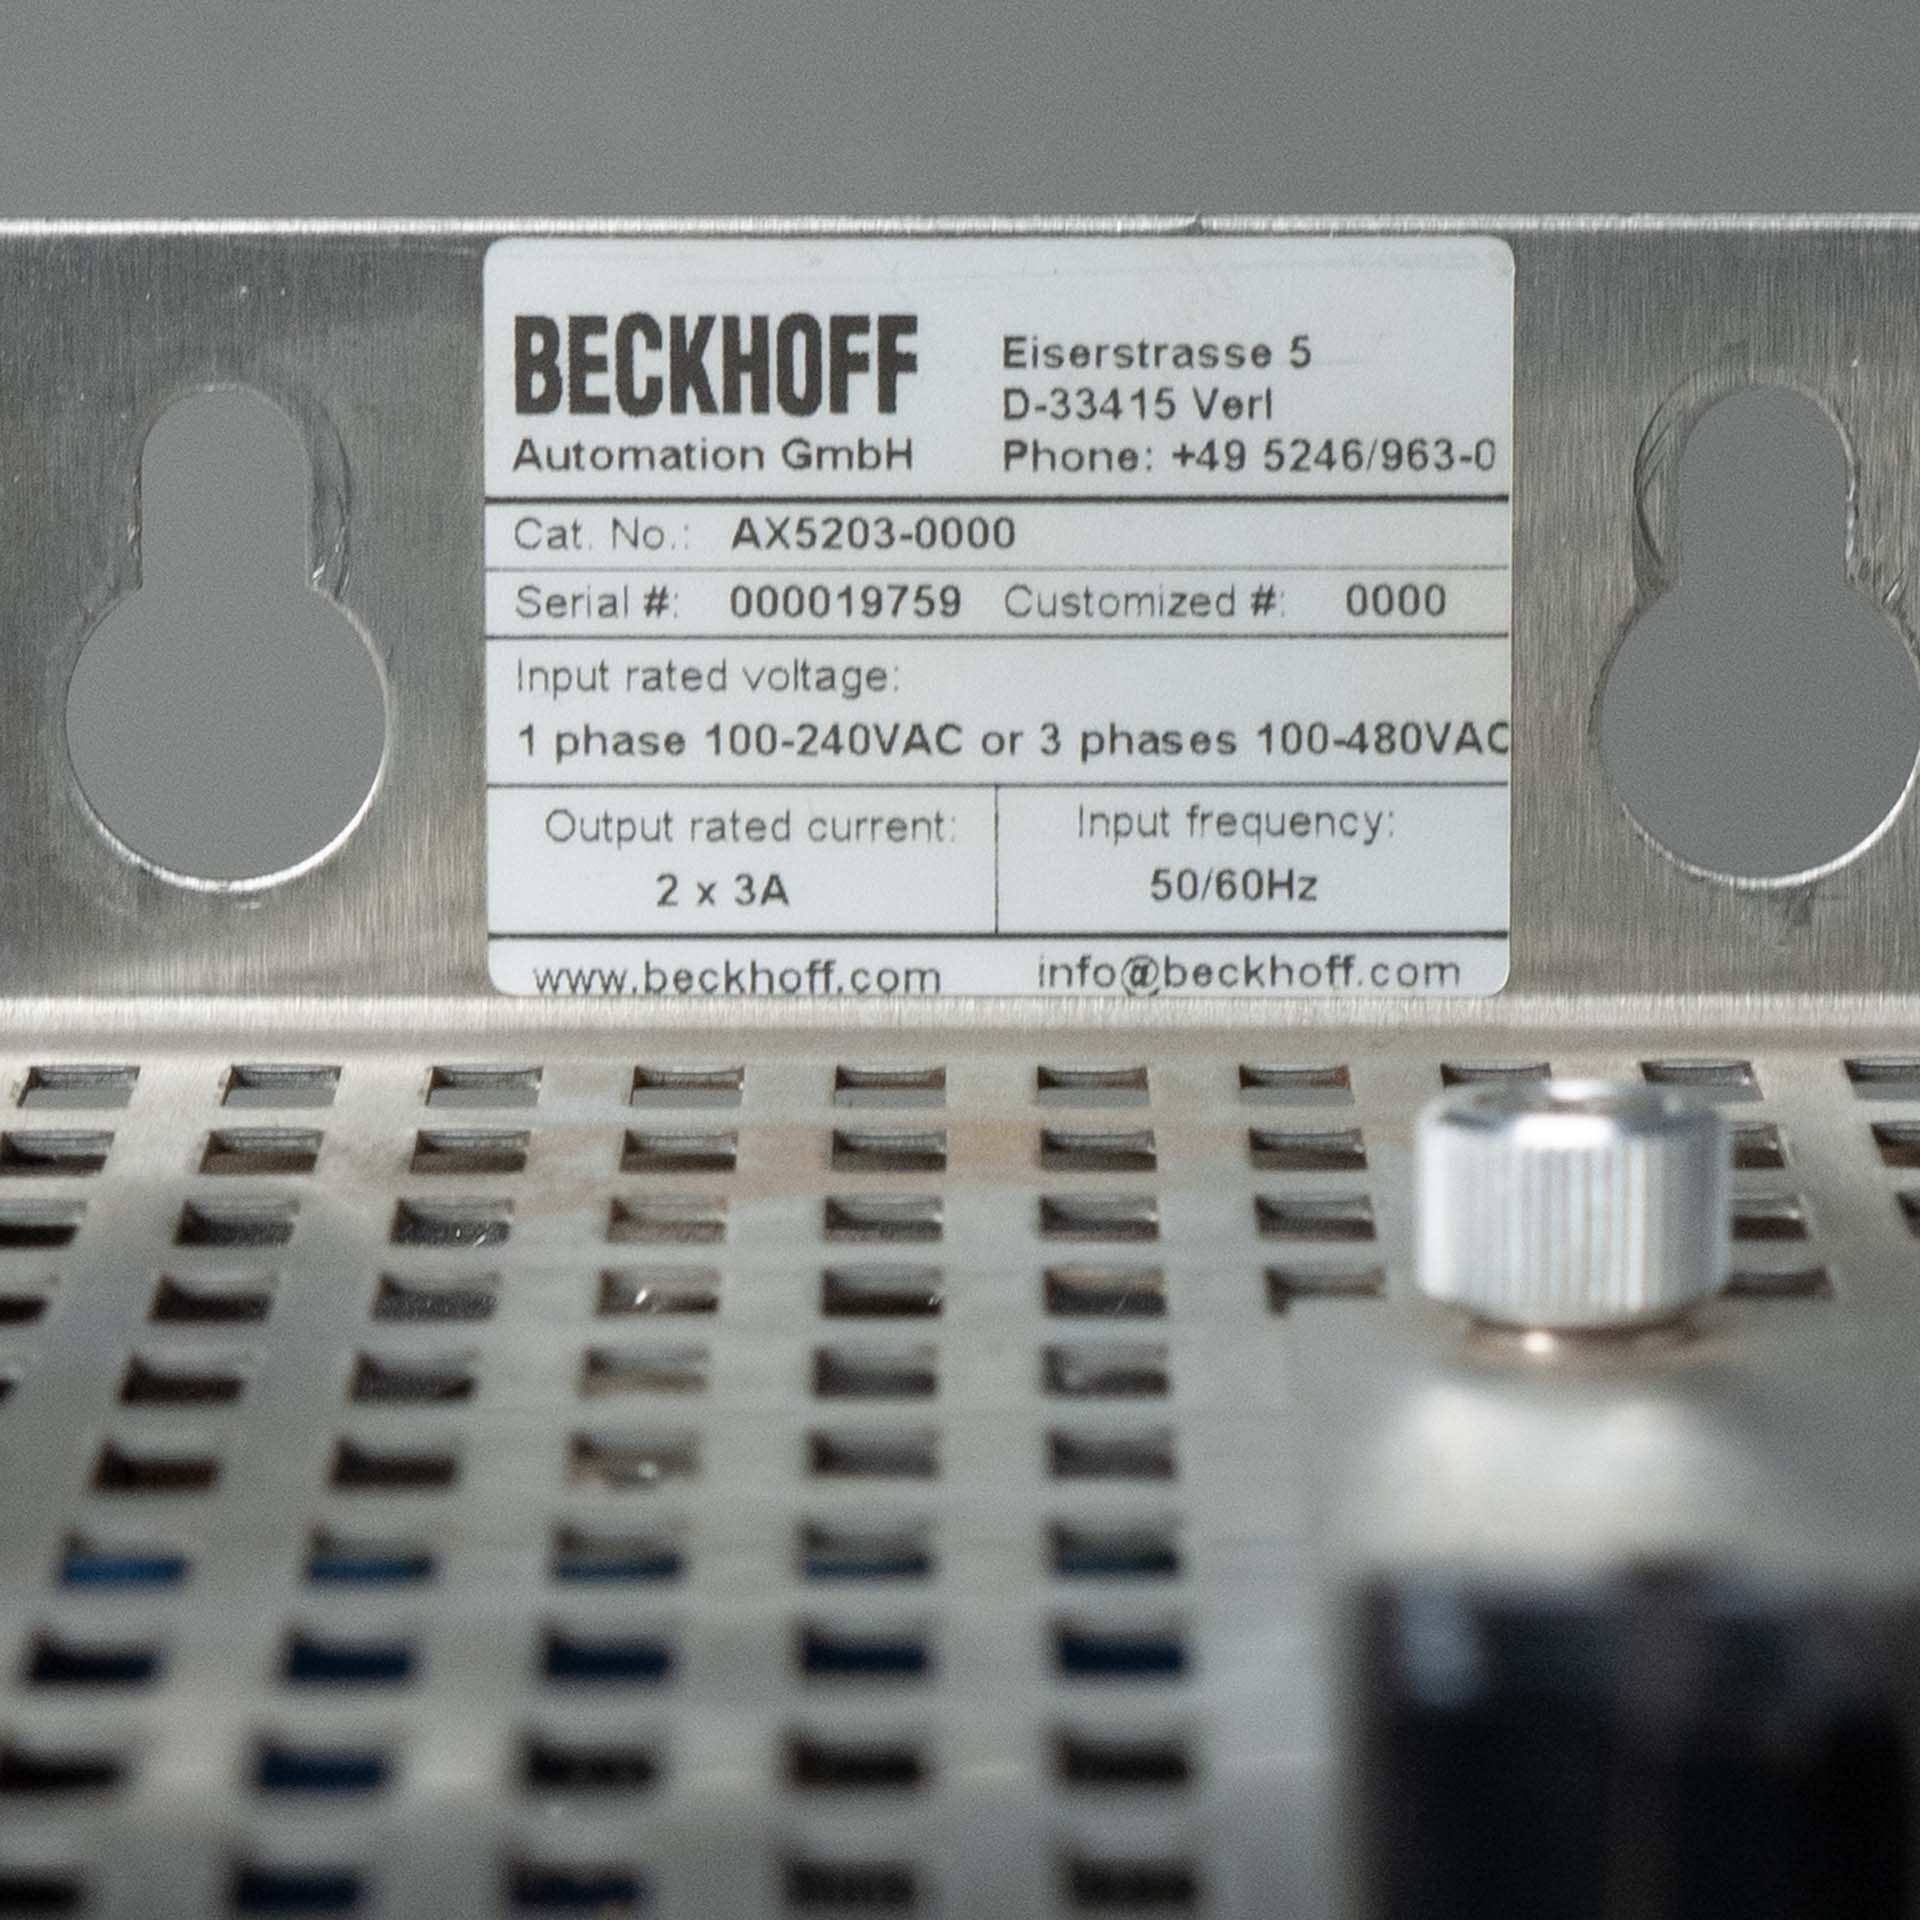 BECKHOFF
Automation GmbH
Eiserstrasse 5
D-33415 Verl
Phone: +49 5246/963-0
Cat. No.: AX5203-0000
Serial #: 000019759 Customized #: 0000
Input rated voltage:
1 phase 100-240VAC or 3 phases 100-480VAC
Output rated current:
2 x 3A
Input frequency:
50/60Hz
www.beckhoff.com info@beckhoff.com